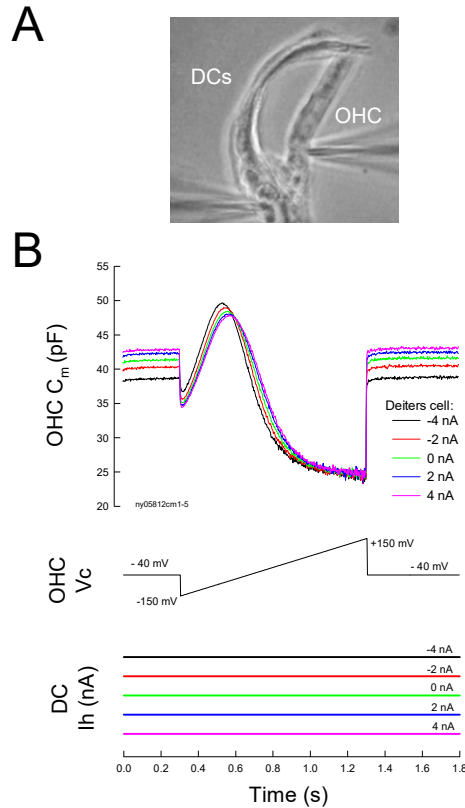 A
DCs
OHC
B
OHC Cm (pF)
55
50
45
40
35
30
25
20
Deiters cell:
-4 nA
-2 nA
0 nA
2 nA
4 nA
ny05812cm1-5
OHC
Vc
- 40 mV
-150 mV
+150 mV
- 40 mV
DC
Ih (nA)
-4 nA
-2 nA
0 nA
2 nA
4 nA
0.0 0.2 0.4 0.6 0.8 1.0 1.2 1.4 1.6 1.8
Time (s)